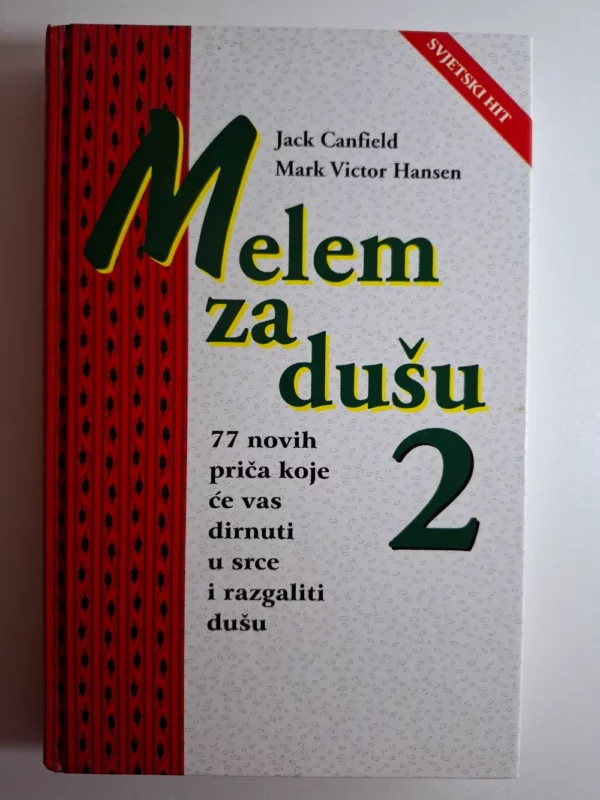 SVJETSKI HIT
Jack Canfield
Mark Victor Hansen
Melem
za
dušu
2
77 novih
priča koje
će vas
dirnuti
u srce
i razgaliti
dušu